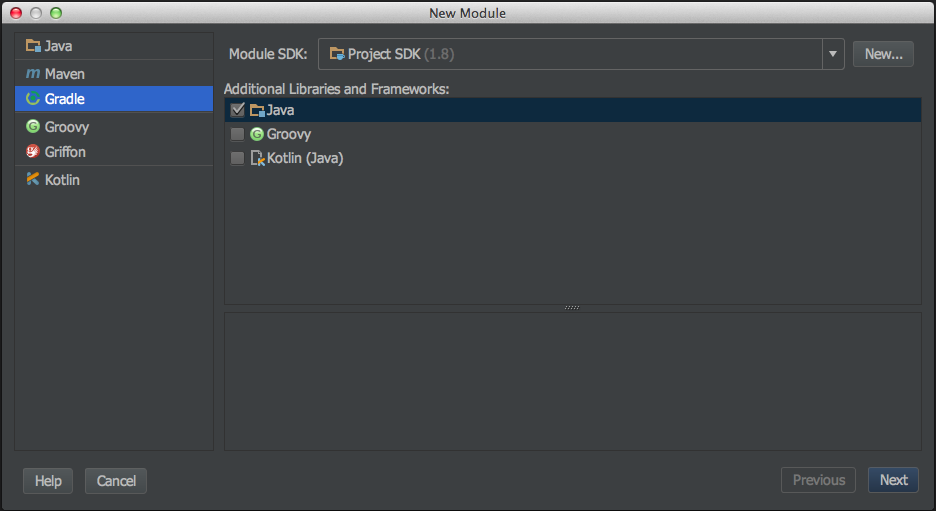 New Module
Java
Maven
Gradle
Groovy
Griffon
Kotlin
Module SDK: Project SDK (1.8) New...
Additional Libraries and Frameworks:
Java
Groovy
Kotlin (Java)
Help Cancel Previous Next